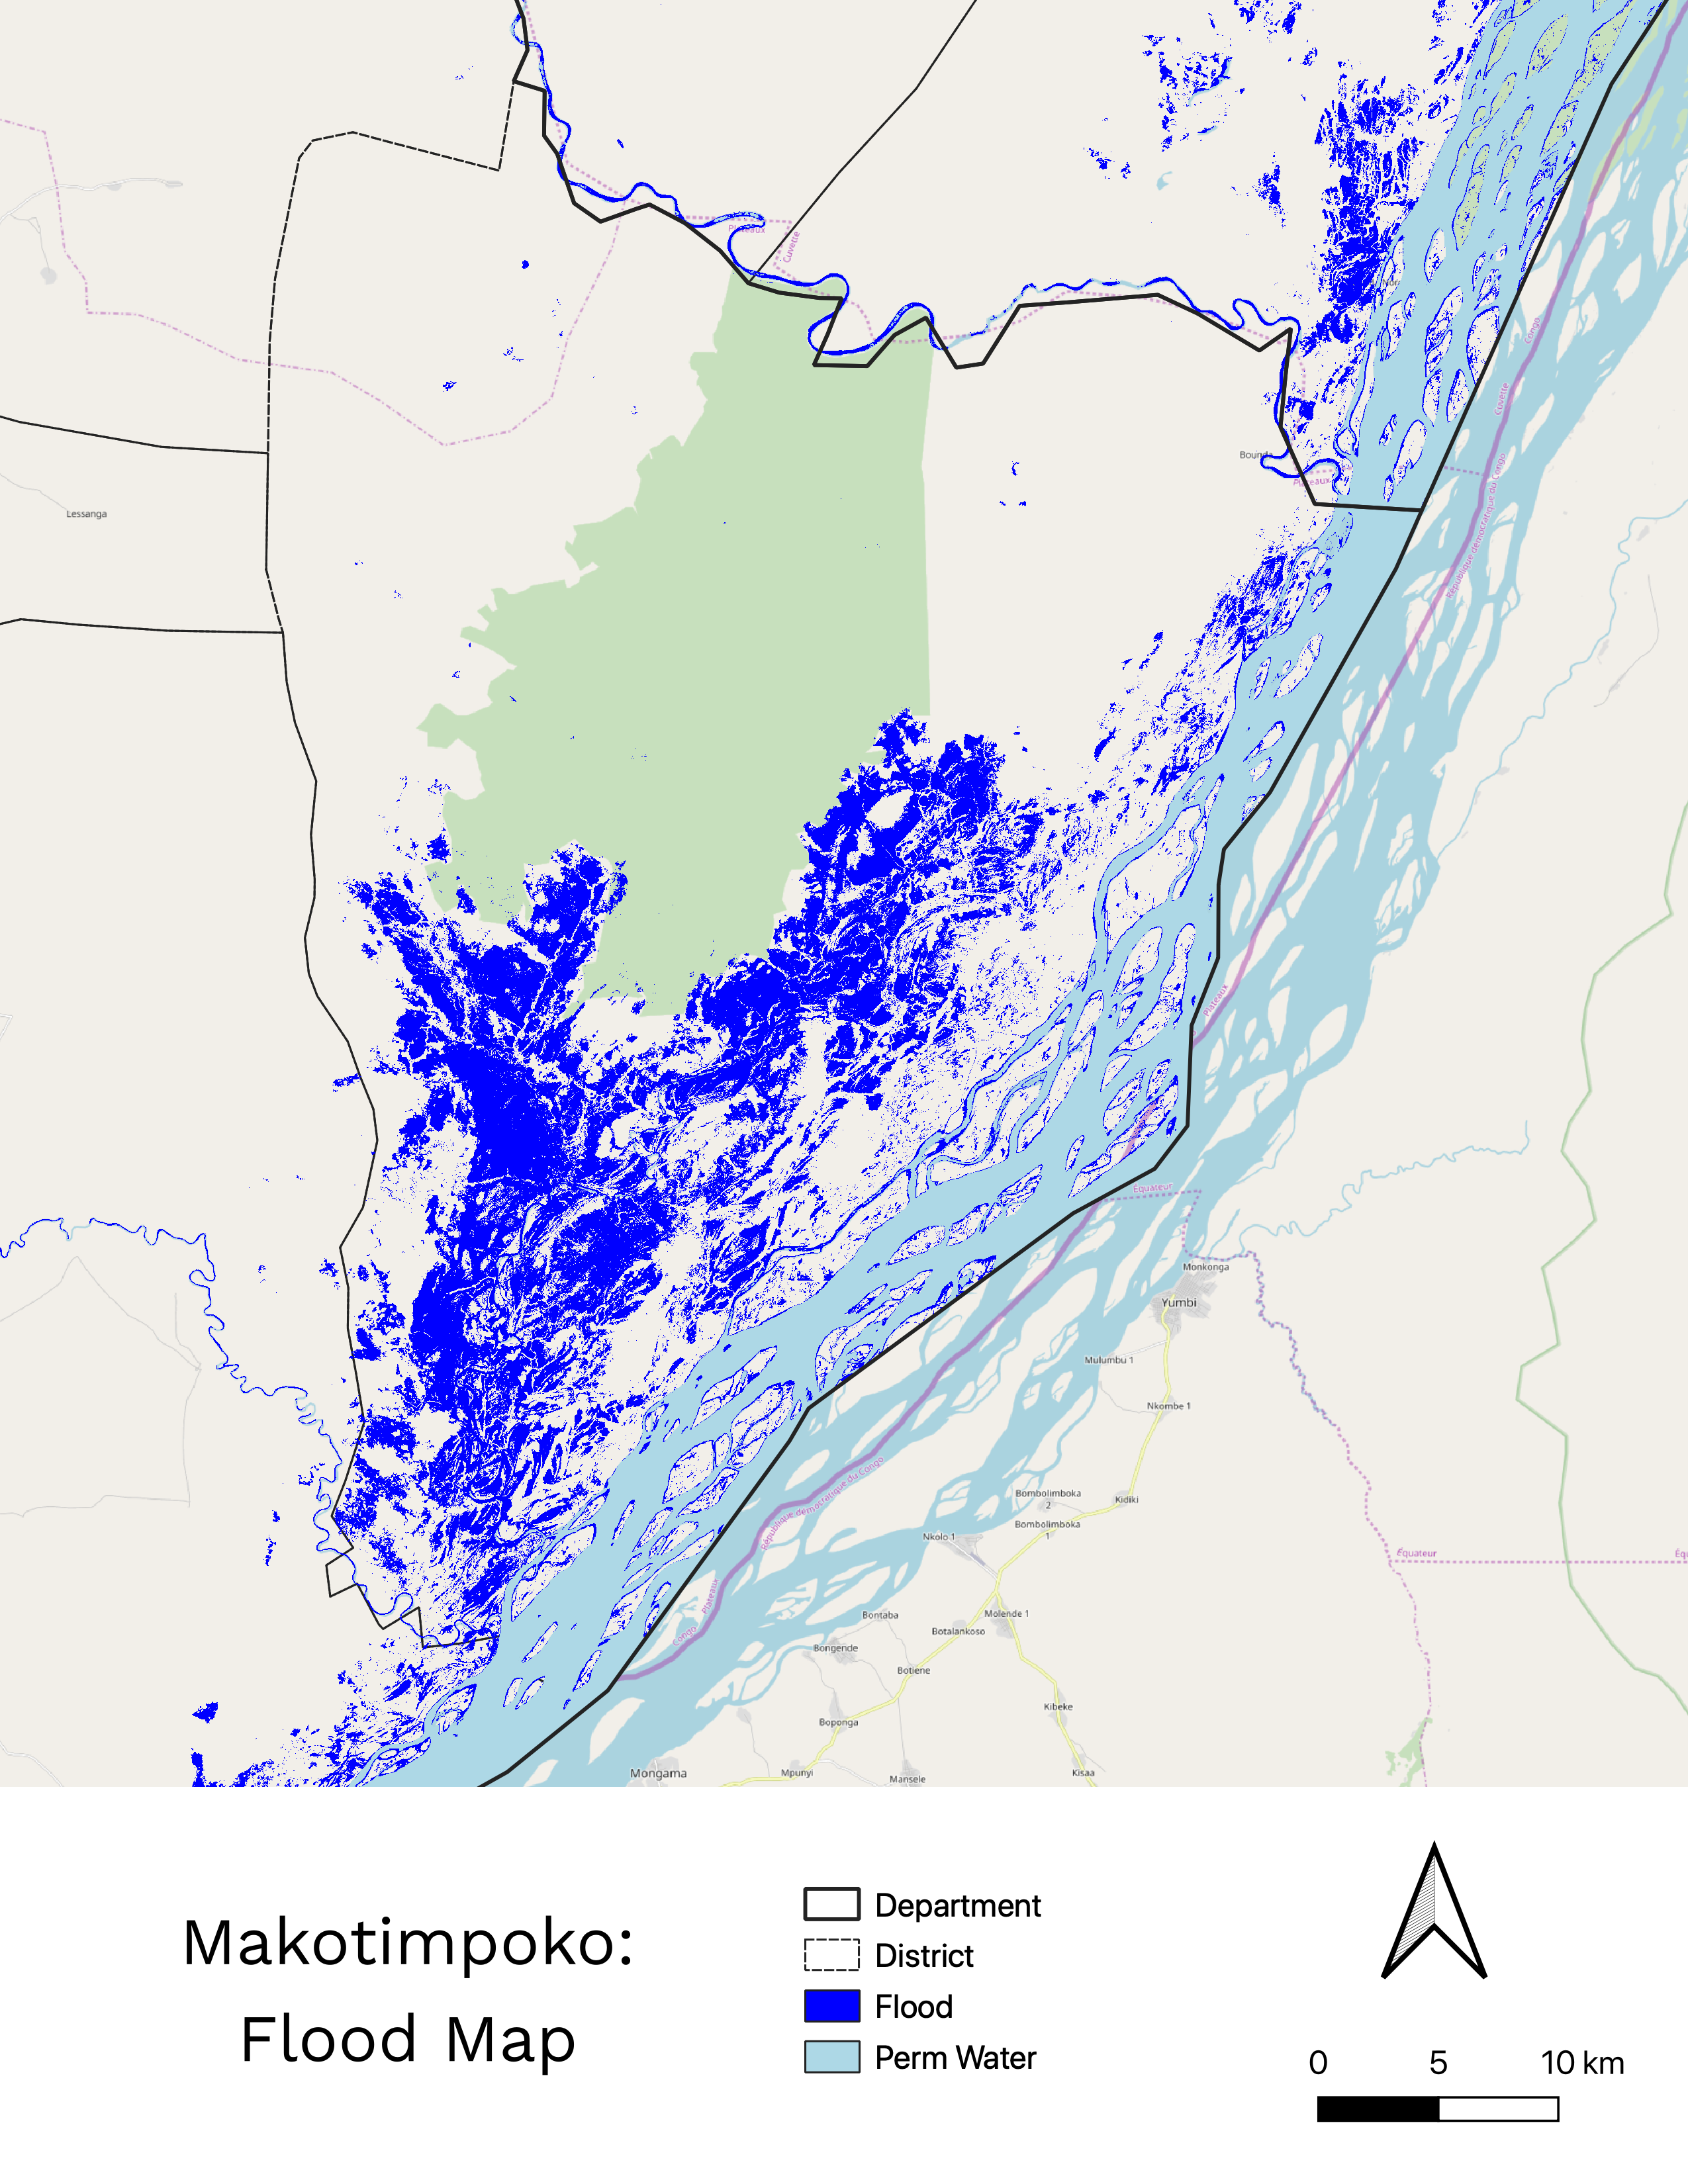 Plateaux
Cuvette
Congo
Cuvette
Bounda
Plateaux
République démocratique du Congo
Lessanga
Plateaux
Équateur
Monkonga
Yumbi
Mulumbu 1
Nkombe 1
République démocratique du Congo
Bombolimboka
2
Kidiki
Bombolimboka
1
Nkolo 1
Équateur
Plateaux
Congo
Bontaba
Molende 1
Botalankoso
Bongende
Botiene
Kibeke
Boponga
Mongama
Mpunyi
Mansele
Kisaa
Makotimpoko:
Flood Map
Department
District
Flood
Perm Water
0 5 10 km